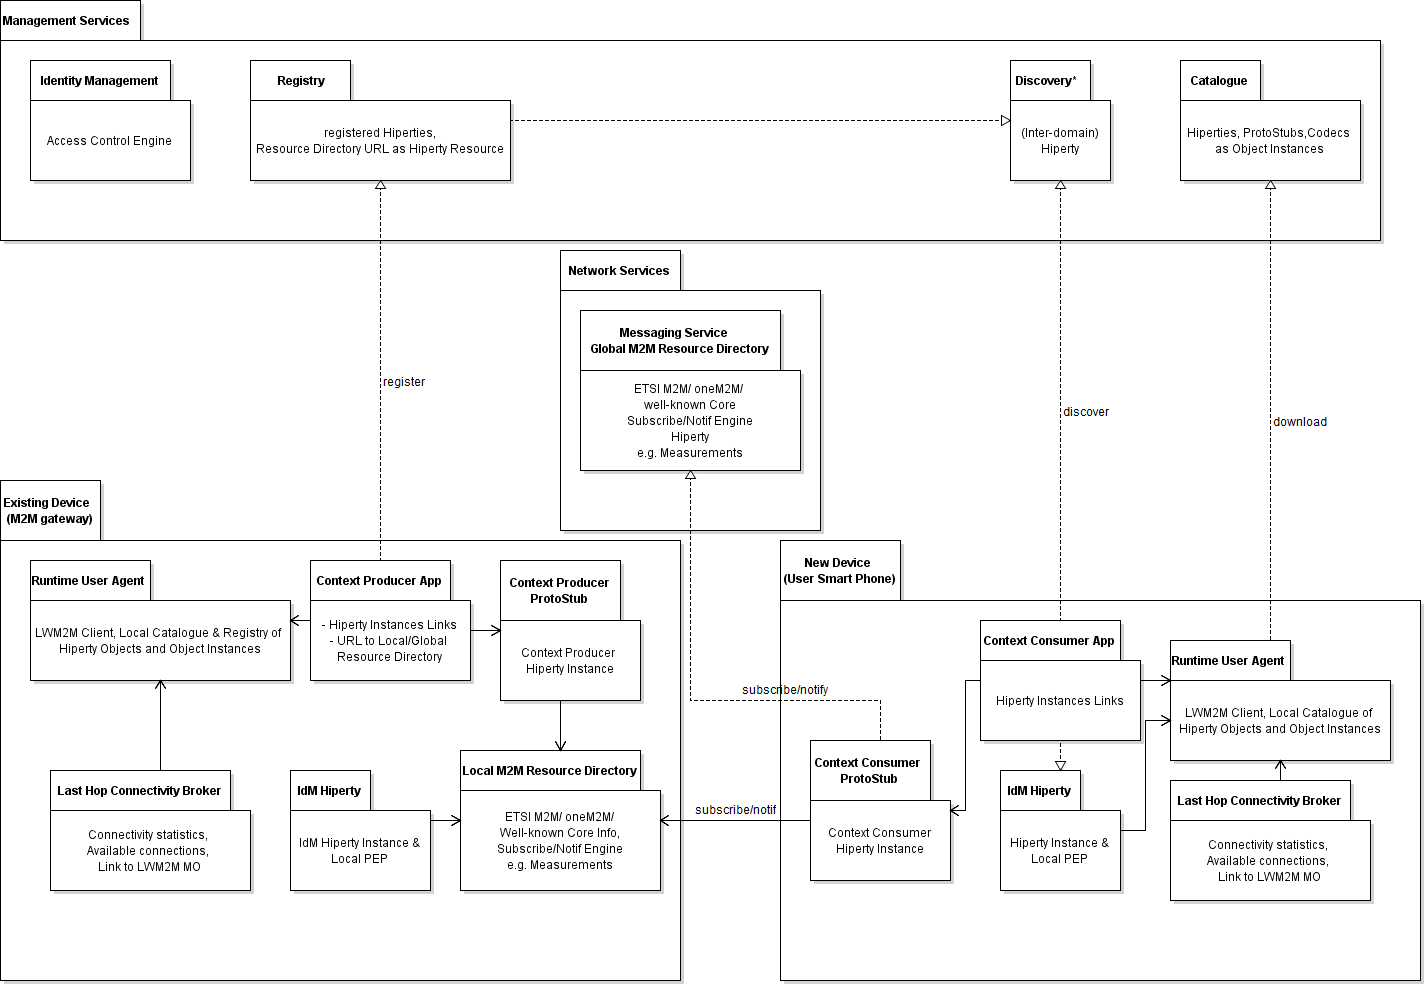 Management Services
Identity Management
Access Control Engine
Registry
registered Hiperties,
Resource Directory URL as Hiperty Resource
Discovery*
(Inter-domain)
Hiperty
Catalogue
Hiperties, ProtoStubs,Codecs
as Object Instances
Network Services
Messaging Service
Global M2M Resource Directory
ETSI M2M/ oneM2M/
well-known Core
Subscribe/Notif Engine
Hiperty
e.g. Measurements
register
discover
download
Existing Device
(M2M gateway)
Runtime User Agent
LWM2M Client, Local Catalogue & Registry of
Hiperty Objects and Object Instances
Context Producer App
- Hiperty Instances Links
- URL to Local/Global
Resource Directory
Context Producer
ProtoStub
Context Producer
Hiperty Instance
Last Hop Connectivity Broker
Connectivity statistics,
Available connections,
Link to LWM2M MO
IdM Hiperty
IdM Hiperty Instance &
Local PEP
Local M2M Resource Directory
ETSI M2M/ oneM2M/
Well-known Core Info,
Subscribe/Notif Engine
e.g. Measurements
subscribe/notify
subscribe/notif
New Device
(User Smart Phone)
Context Consumer App
Hiperty Instances Links
Runtime User Agent
LWM2M Client, Local Catalogue of
Hiperty Objects and Object Instances
Context Consumer
ProtoStub
Context Consumer
Hiperty Instance
IdM Hiperty
Hiperty Instance &
Local PEP
Last Hop Connectivity Broker
Connectivity statistics,
Available connections,
Link to LWM2M MO